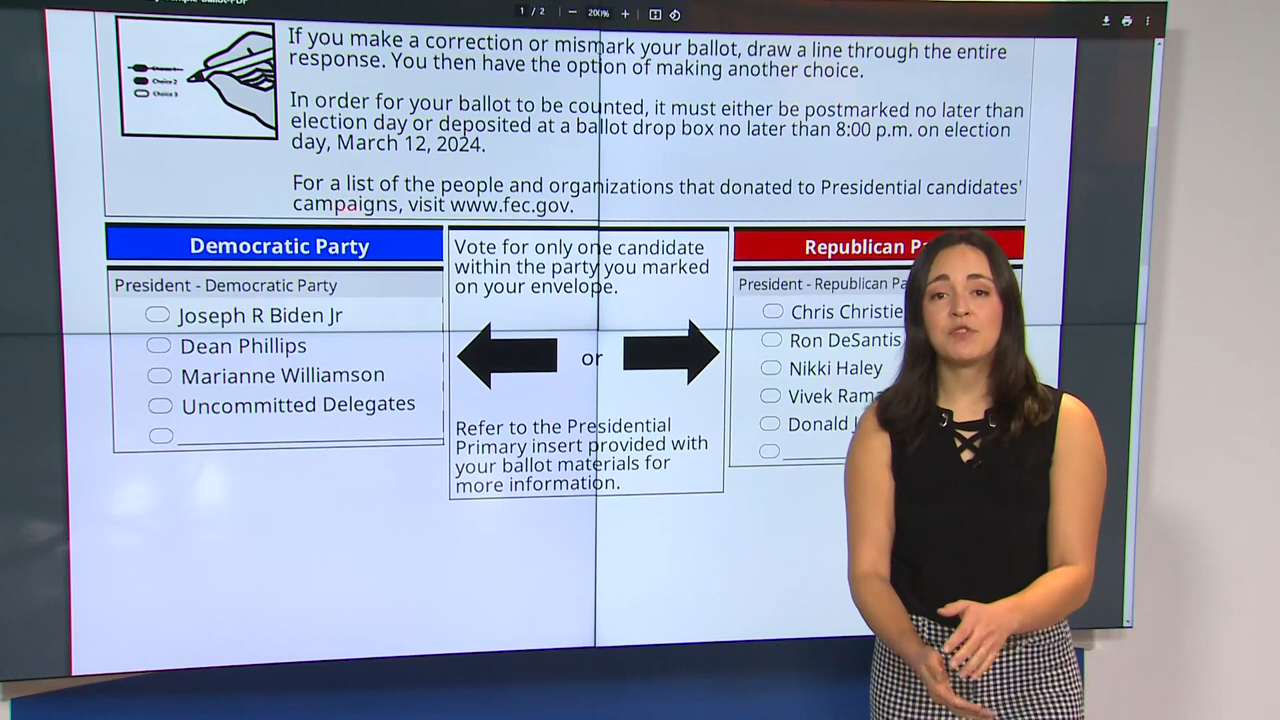 1 / 2 200%
If you make a correction or mismark your ballot, draw a line through the entire
response. You then have the option of making another choice.
Choice 2
Choice 3
In order for your ballot to be counted, it must either be postmarked no later than
election day or deposited at a ballot drop box no later than 8:00 p.m. on election
day, March 12, 2024.
For a list of the people and organizations that donated to Presidential candidates'
campaigns, visit www.fec.gov.
Democratic Party
President - Democratic Party
Joseph R Biden Jr
Dean Phillips
Marianne Williamson
Uncommitted Delegates
Vote for only one candidate
within the party you marked
on your envelope.
or
Refer to the Presidential
Primary insert provided with
your ballot materials for
more information.
Republican Pa
President - Republican Pa
Chris Christie
Ron DeSantis
Nikki Haley
Vivek Rama
Donald J